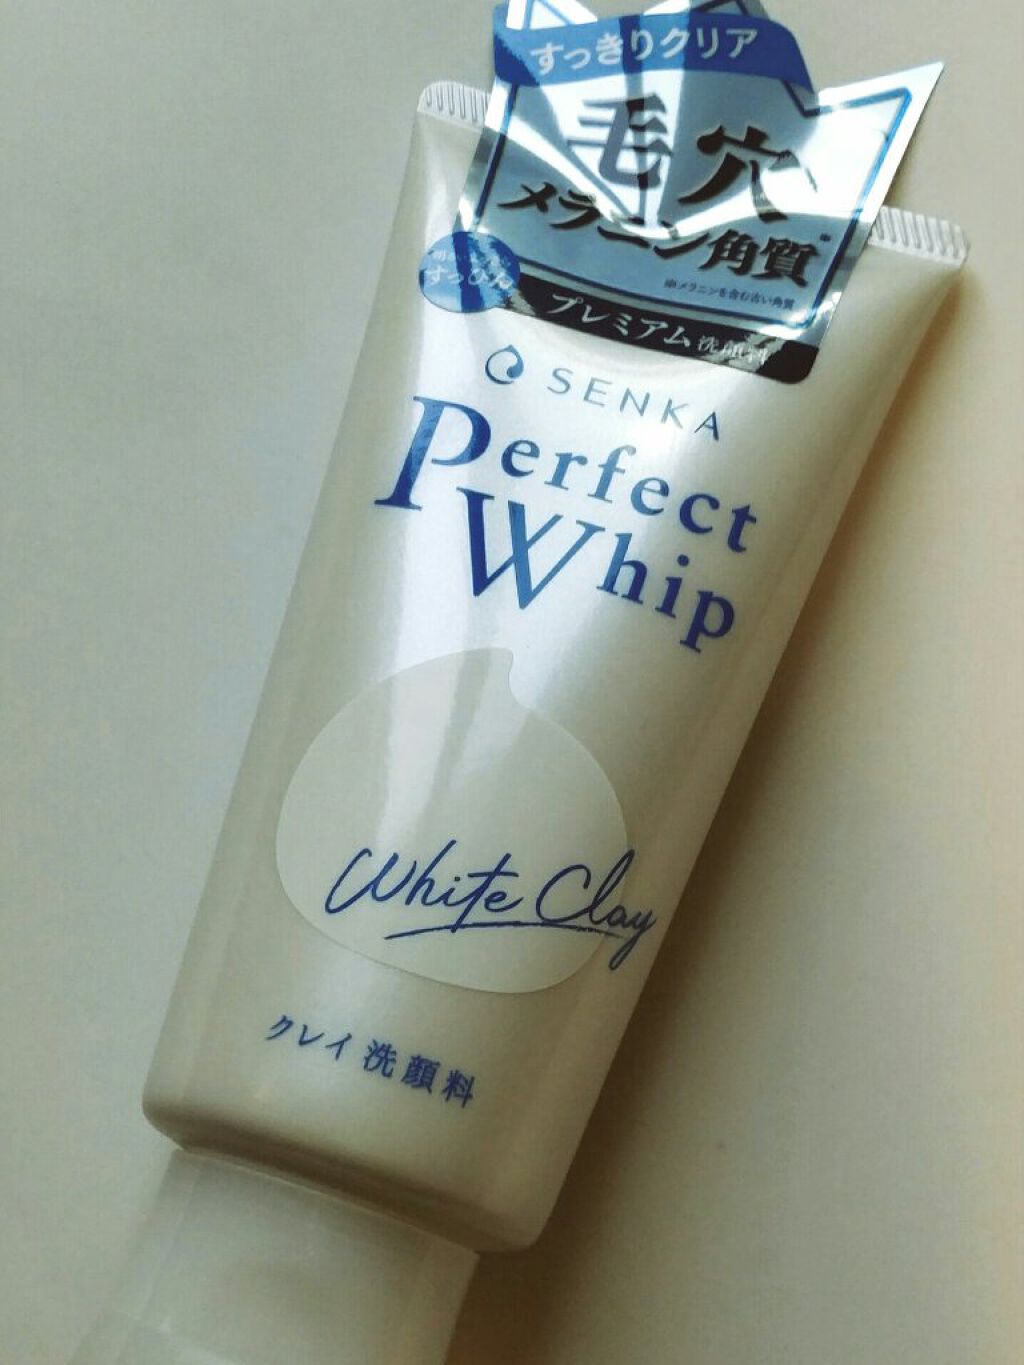 すっきりクリア
毛穴
メラニン角質※
※メラニンを含む古い角質
すっぴん
プレミアム洗顔料
SENKA
Perfect
Whip
White Clay
クレイ洗顔料